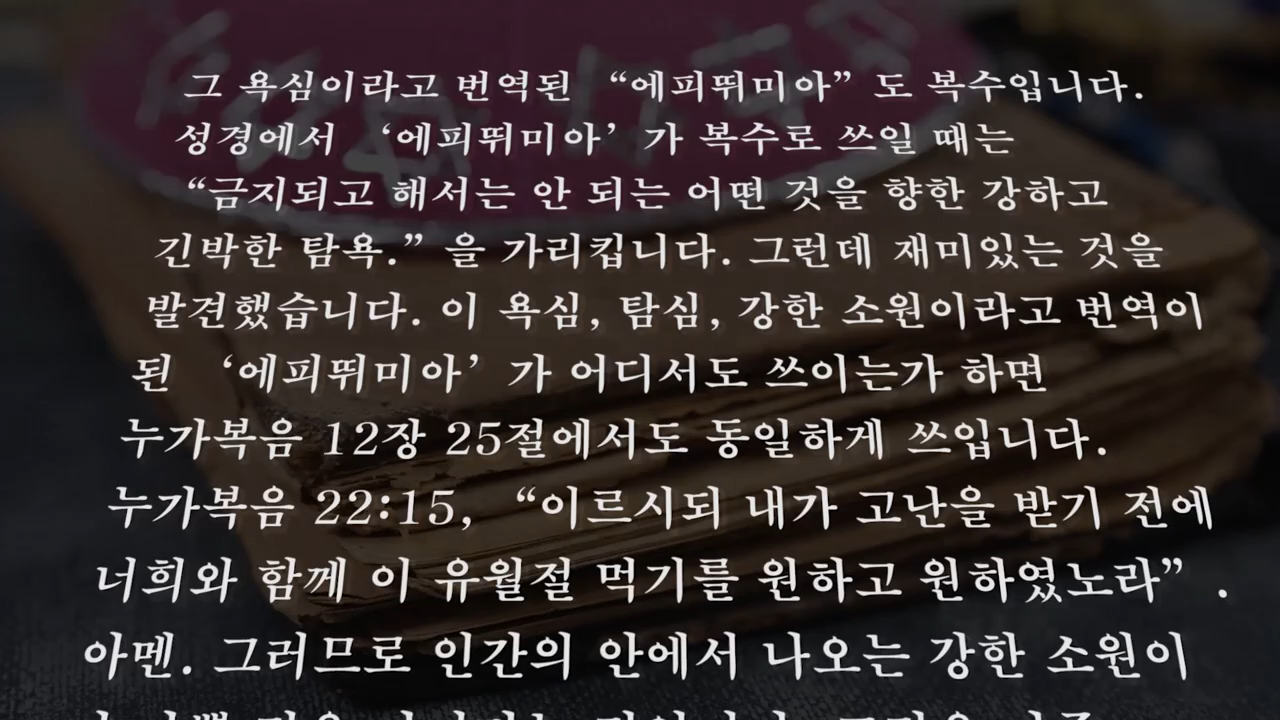 그 욕심이라고 번역된 “에피뛰미아” 도 복수입니다.
성경에서 ‘에피뛰미아’ 가 복수로 쓰일 때는
“금지되고 해서는 안 되는 어떤 것을 향한 강하고
긴박한 탐욕.” 을 가리킵니다. 그런데 재미있는 것을
발견했습니다. 이 욕심, 탐심, 강한 소원이라고 번역이
된 ‘에피뛰미아’ 가 어디서도 쓰이는가 하면
누가복음 12장 25절에서도 동일하게 쓰입니다.
누가복음 22:15, “이르시되 내가 고난을 받기 전에
너희와 함께 이 유월절 먹기를 원하고 원하였노라” .
아멘. 그러므로 인간의 안에서 나오는 강한 소원이